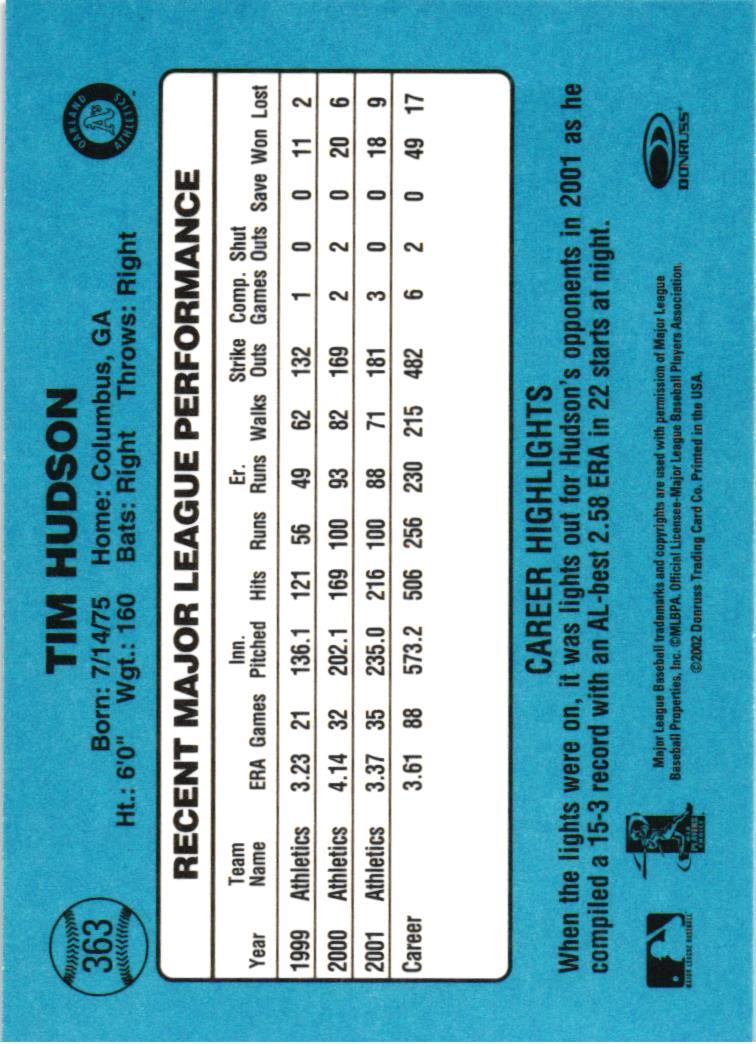 363
TIM HUDSON
Born: 7/14/75 Home: Columbus, GA
Ht.: 6'0" Wgt.: 160 Bats: Right Throws: Right
OAKLAND
A's
ATHLETICS
RECENT MAJOR LEAGUE PERFORMANCE
Team Inn. Er. Strike Comp. Shut
Year Name ERA Games Pitched Hits Runs Runs Walks Outs Games Outs Save Won Lost
1999 Athletics 3.23 21 136.1 121 56 49 62 132 1 0 0 11 2
2000 Athletics 4.14 32 202.1 169 100 93 82 169 2 2 0 20 6
2001 Athletics 3.37 35 235.0 216 100 88 71 181 3 0 0 18 9
Career 3.61 88 573.2 506 256 230 215 482 6 2 0 49 17
CAREER HIGHLIGHTS
When the lights were on, it was lights out for Hudson's opponents in 2001 as he
compiled a 15-3 record with an AL-best 2.58 ERA in 22 starts at night.
MAJOR LEAGUE BASEBALL
PLAYERS
CHOICE
Major League Baseball trademarks and copyrights are used with permission of Major League
Baseball Properties, Inc. ©MLBPA, Official Licensee-Major League Baseball Players Association.
©2002 Donruss Trading Card Co. Printed in the USA.
DONRUSS®